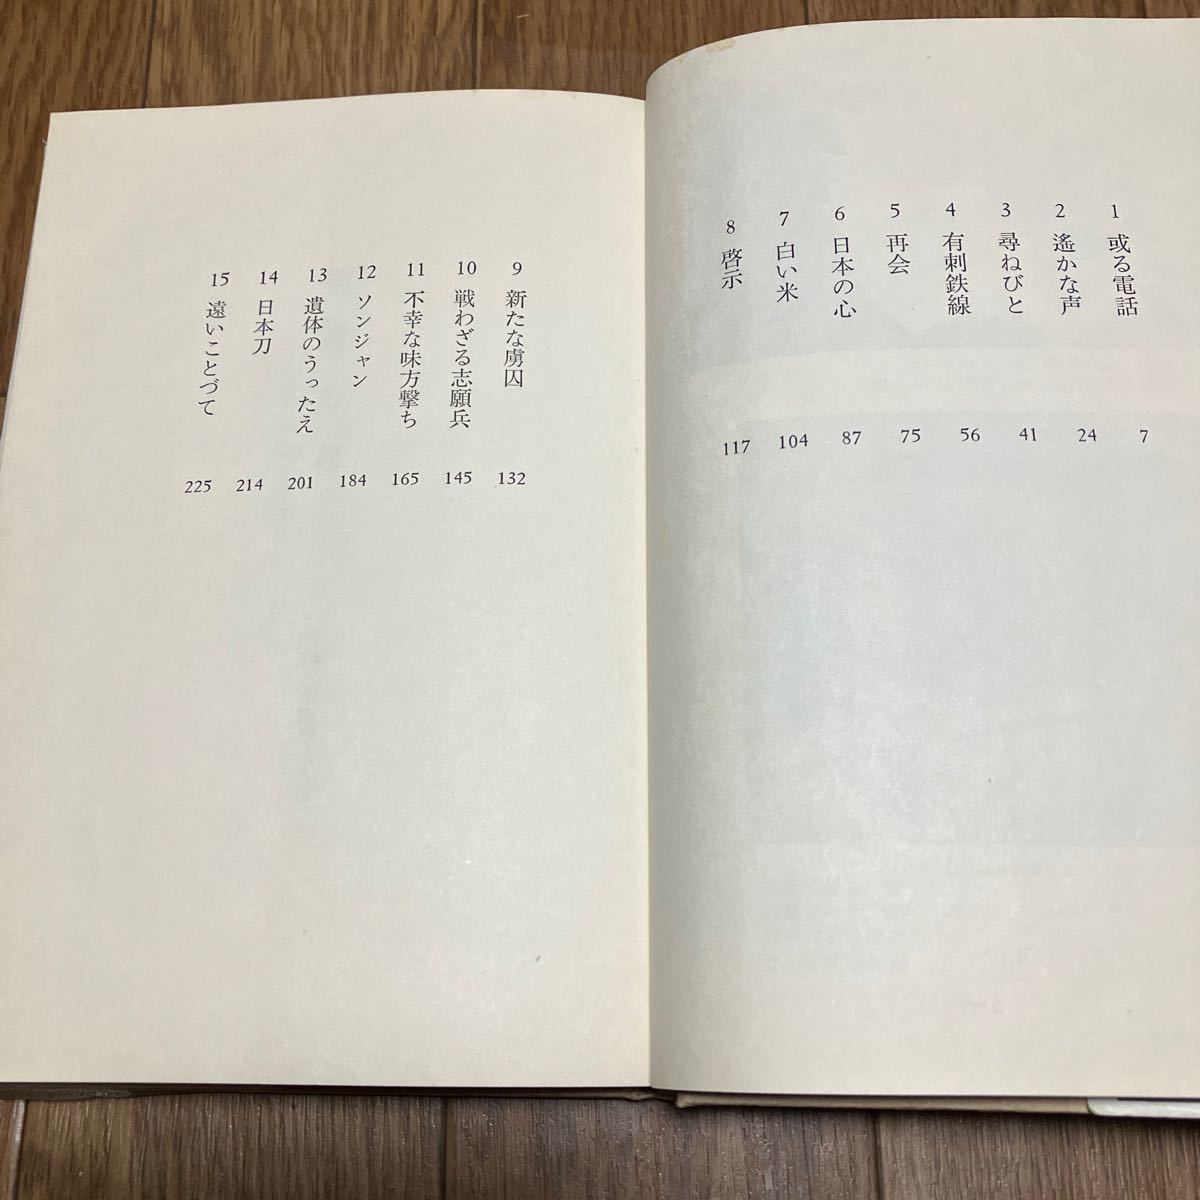 1 或る電話 7
2 遙かな声 24
3 尋ねびと 41
4 有刺鉄線 56
5 再会 75
6 日本の心 87
7 白い米 104
8 啓示 117
9 新たな虜囚 132
10 戦わざる志願兵 145
11 不幸な味方撃ち 165
12 ソンジャン 184
13 遺体のうったえ 201
14 日本刀 214
15 遠いことづて 225